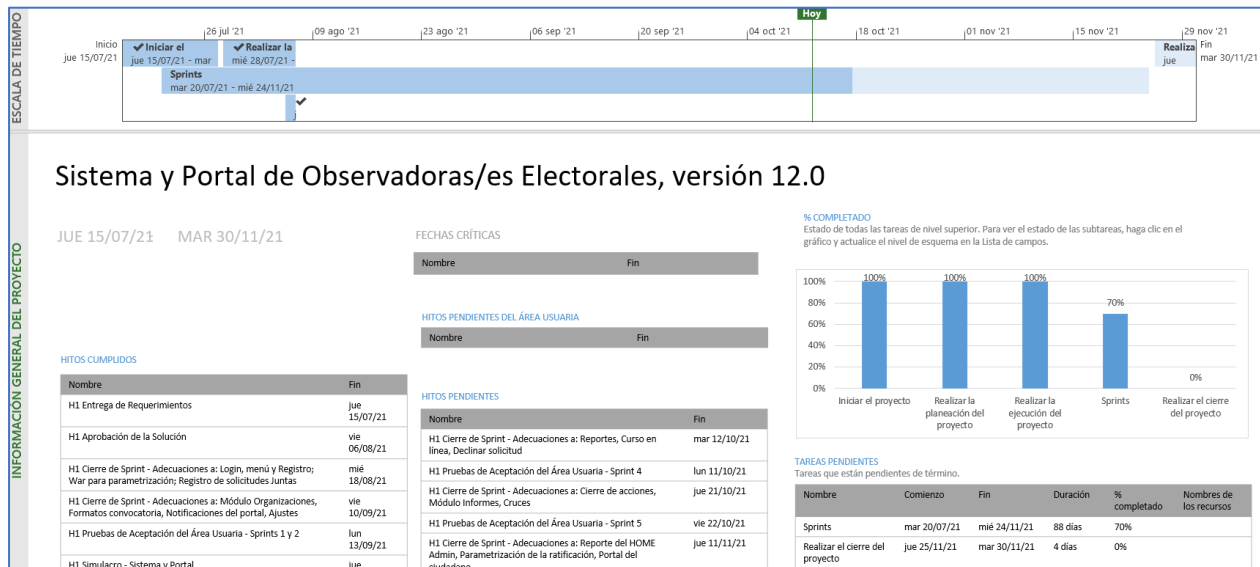 ESCALA DE TIEMPO
Hoy
26 jul '21
09 ago '21
23 ago '21
06 sep '21
20 sep '21
04 oct '21
18 oct '21
01 nov '21
15 nov '21
29 nov '21
Inicio
jue 15/07/21
Iniciar el
jue 15/07/21 - mar
Realizar la
mié 28/07/21 -
Sprints
mar 20/07/21 - mié 24/11/21
Realiza
jue
Fin
mar 30/11/21
INFORMACIÓN GENERAL DEL PROYECTO
Sistema y Portal de Observadoras/es Electorales, versión 12.0
JUE 15/07/21 MAR 30/11/21
HITOS CUMPLIDOS
Nombre Fin
H1 Entrega de Requerimientos jue
15/07/21
H1 Aprobación de la Solución vie
06/08/21
H1 Cierre de Sprint - Adecuaciones a: Login, menú y Registro; mié
War para parametrización; Registro de solicitudes Juntas 18/08/21
H1 Cierre de Sprint - Adecuaciones a: Módulo Organizaciones, vie
Formatos convocatoria, Notificaciones del portal, Ajustes 10/09/21
H1 Pruebas de Aceptación del Área Usuaria - Sprints 1 y 2 lun
13/09/21
H1 Simulacro - Sistema y Portal jue
FECHAS CRÍTICAS
Nombre Fin
HITOS PENDIENTES DEL ÁREA USUARIA
Nombre Fin
HITOS PENDIENTES
Nombre Fin
H1 Cierre de Sprint - Adecuaciones a: Reportes, Curso en mar 12/10/21
línea, Declinar solicitud
H1 Pruebas de Aceptación del Área Usuaria - Sprint 4 lun 11/10/21
H1 Cierre de Sprint - Adecuaciones a: Cierre de acciones, jue 21/10/21
Módulo Informes, Cruces
H1 Pruebas de Aceptación del Área Usuaria - Sprint 5 vie 22/10/21
H1 Cierre de Sprint - Adecuaciones a: Reporte del HOME jue 11/11/21
Admin, Parametrización de la ratificación, Portal del
ciudadano
% COMPLETADO
Estado de todas las tareas de nivel superior. Para ver el estado de las subtareas, haga clic en el
gráfico y actualice el nivel de esquema en la Lista de campos.
100%
80%
60%
40%
20%
0%
100%
100%
100%
70%
0%
Iniciar el proyecto
Realizar la
planeación del
proyecto
Realizar la
ejecución del
proyecto
Sprints
Realizar el cierre
del proyecto
TAREAS PENDIENTES
Tareas que están pendientes de término.
Nombre Comienzo Fin Duración % Nombres de
completado los recursos
Sprints mar 20/07/21 mié 24/11/21 88 días 70%
Realizar el cierre del jue 25/11/21 mar 30/11/21 4 días 0%
proyecto